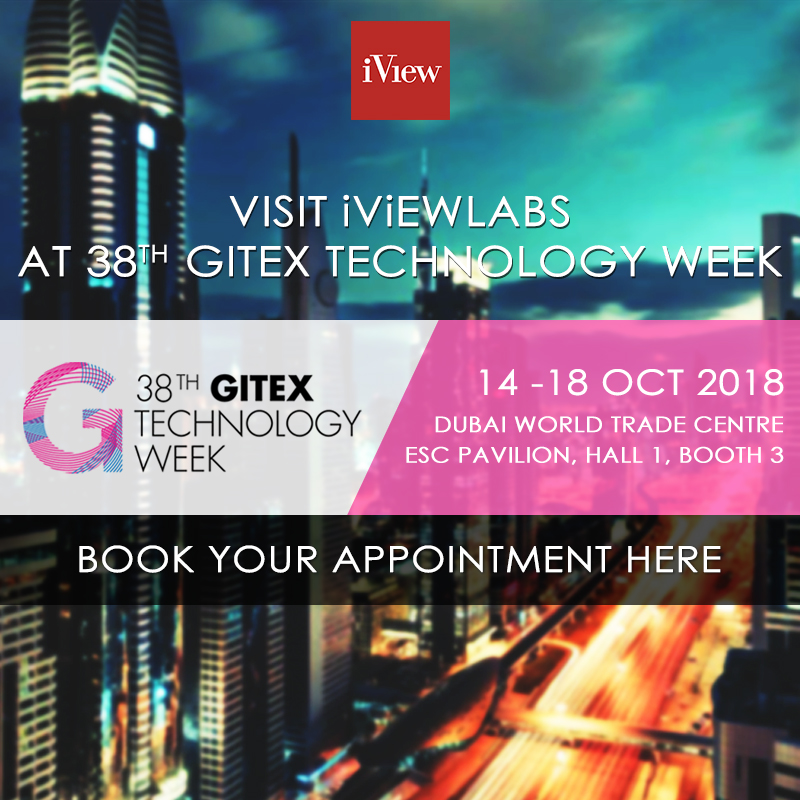 iView
VISIT iViEWLABS
AT 38TH GITEX TECHNOLOGY WEEK
38TH GITEX
TECHNOLOGY
WEEK
14 -18 OCT 2018
DUBAI WORLD TRADE CENTRE
ESC PAVILION, HALL 1, BOOTH 3
BOOK YOUR APPOINTMENT HERE